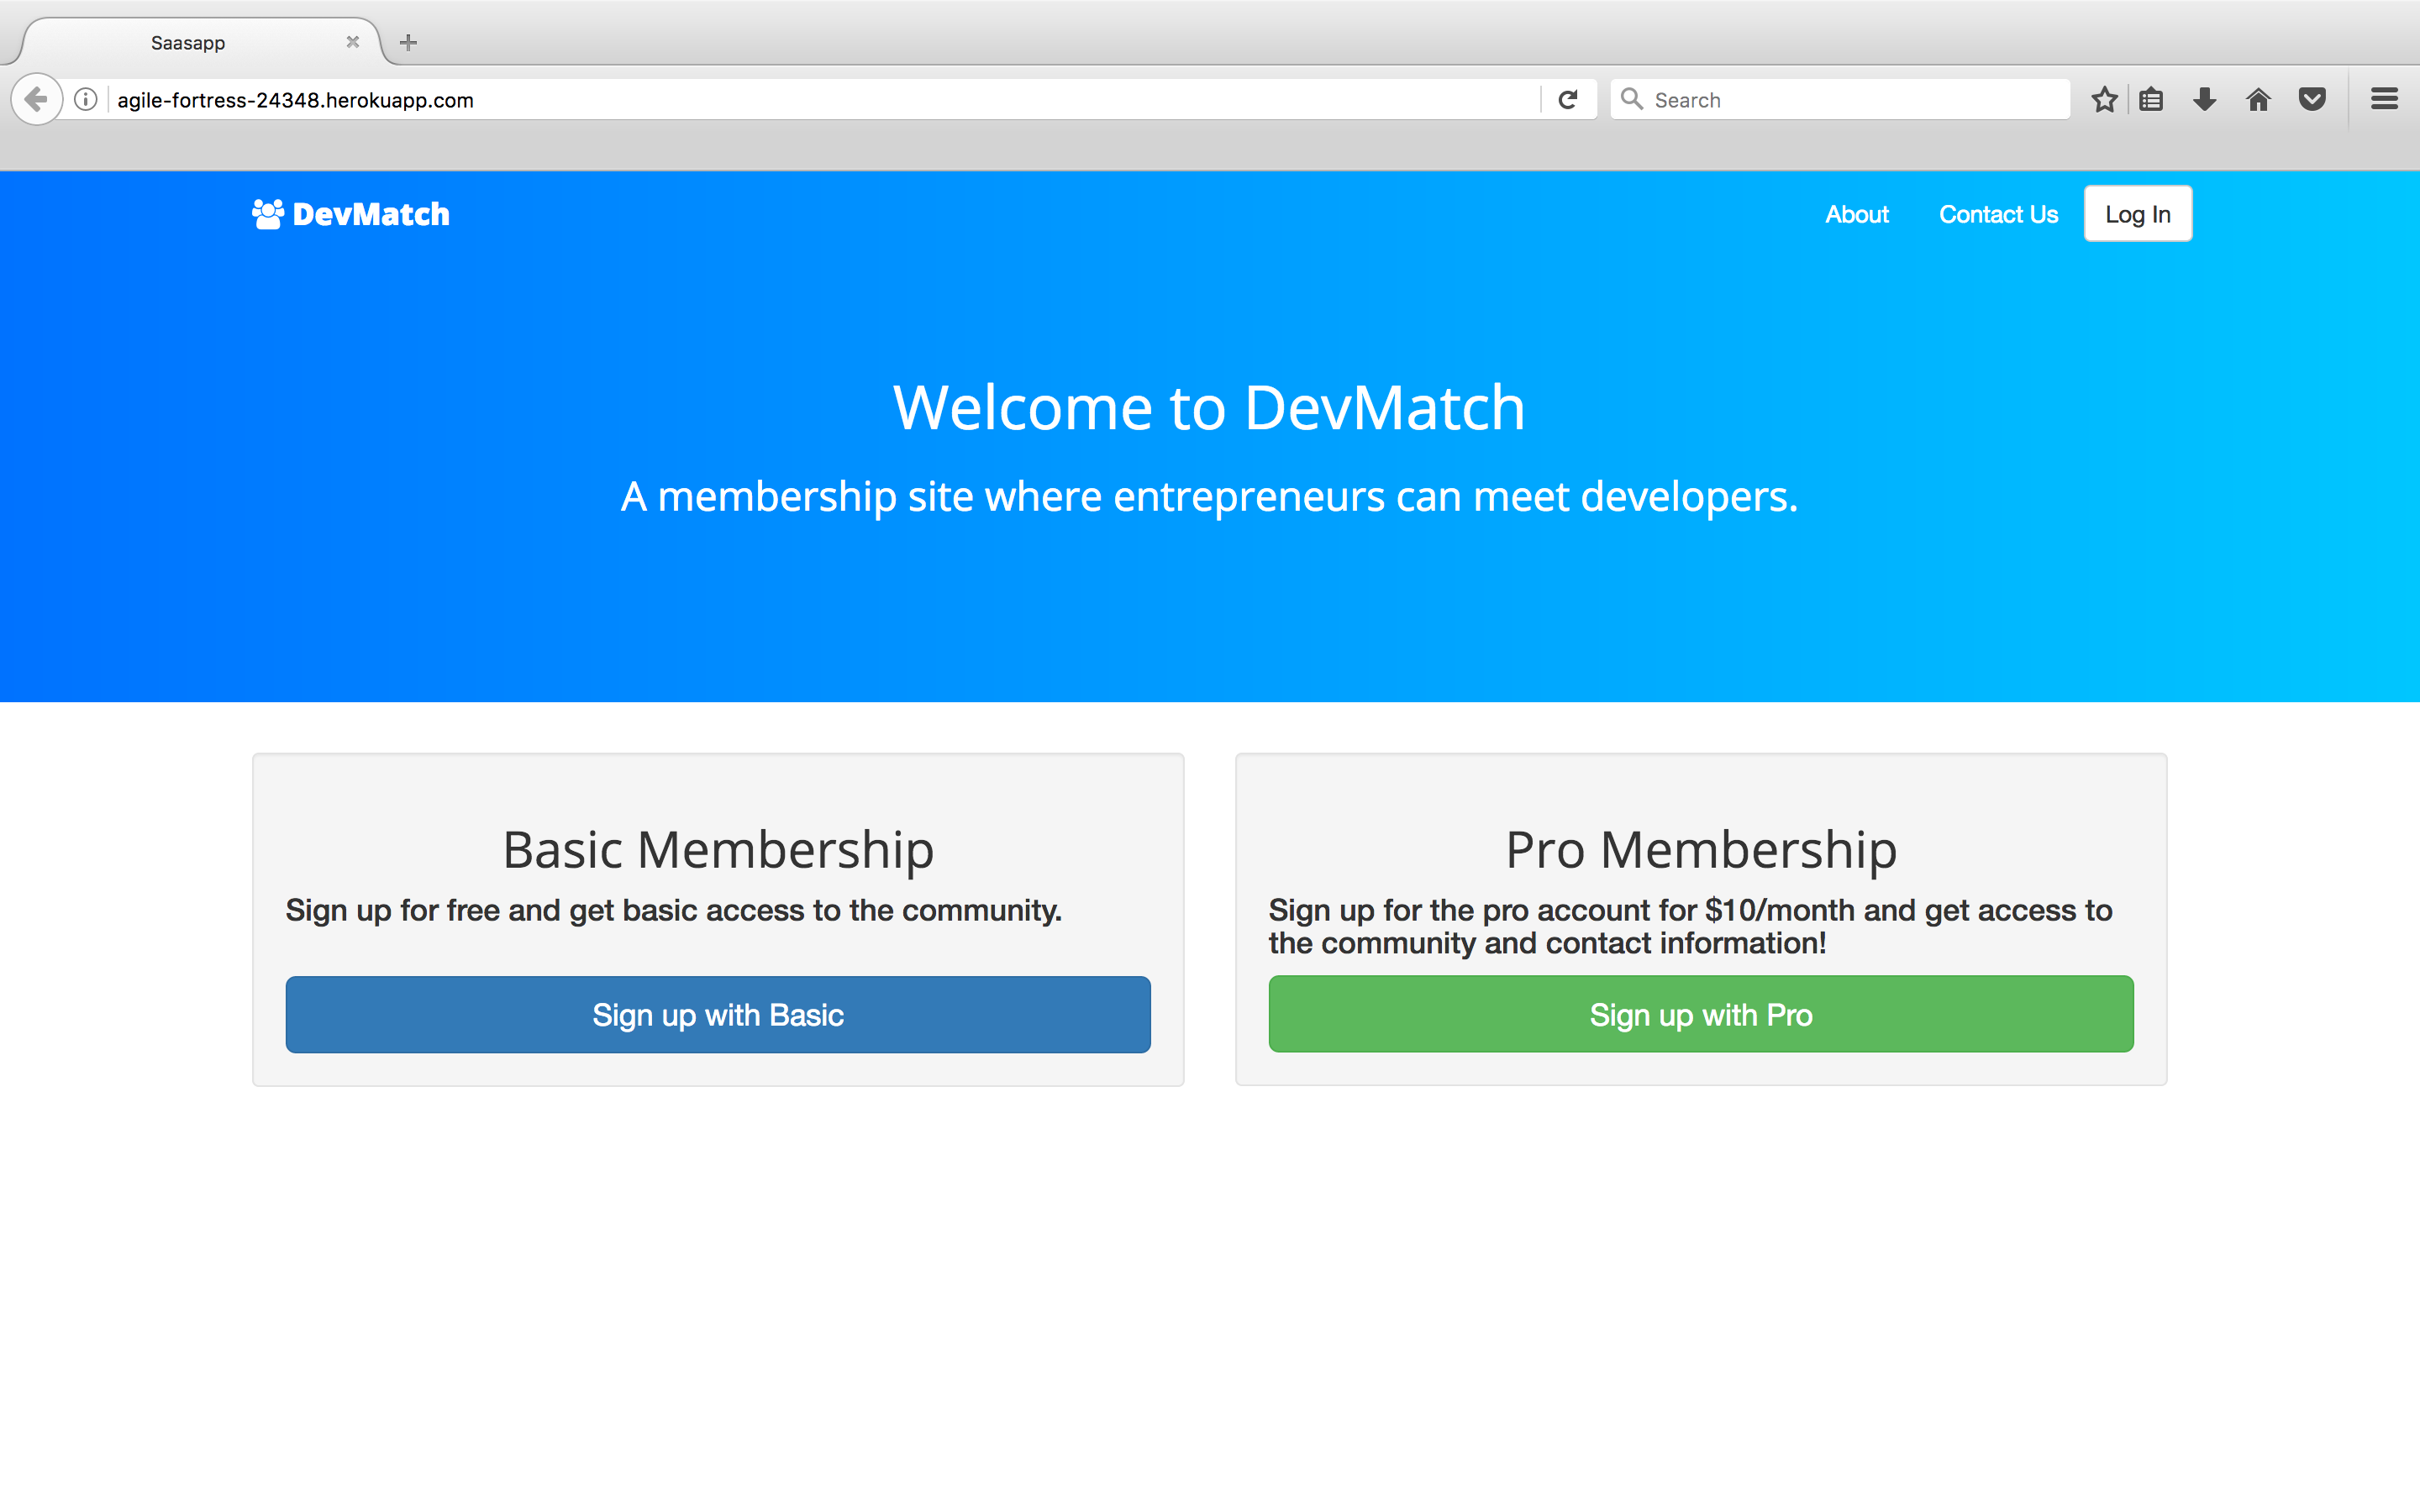 Saasapp
agile-fortress-24348.herokuapp.com
Search
DevMatch
About
Contact Us
Log In
Welcome to DevMatch
A membership site where entrepreneurs can meet developers.
Basic Membership
Sign up for free and get basic access to the community.
Sign up with Basic
Pro Membership
Sign up for the pro account for $10/month and get access to
the community and contact information!
Sign up with Pro